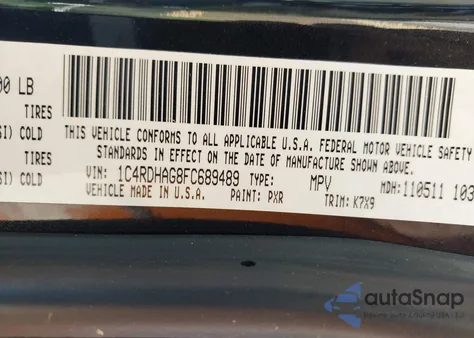 00 LB
TIRES
SI) COLD
TIRES
SI) COLD
THIS VEHICLE CONFORMS TO ALL APPLICABLE U.S.A. FEDERAL MOTOR VEHICLE SAFETY
STANDARDS IN EFFECT ON THE DATE OF MANUFACTURE SHOWN ABOVE.
VIN: 1C4RDHAG8FC689489 TYPE: MPV MDH: 110511 103
VEHICLE MADE IN U.S.A. PAINT: PXR TRIM: K7X9
autaSnap